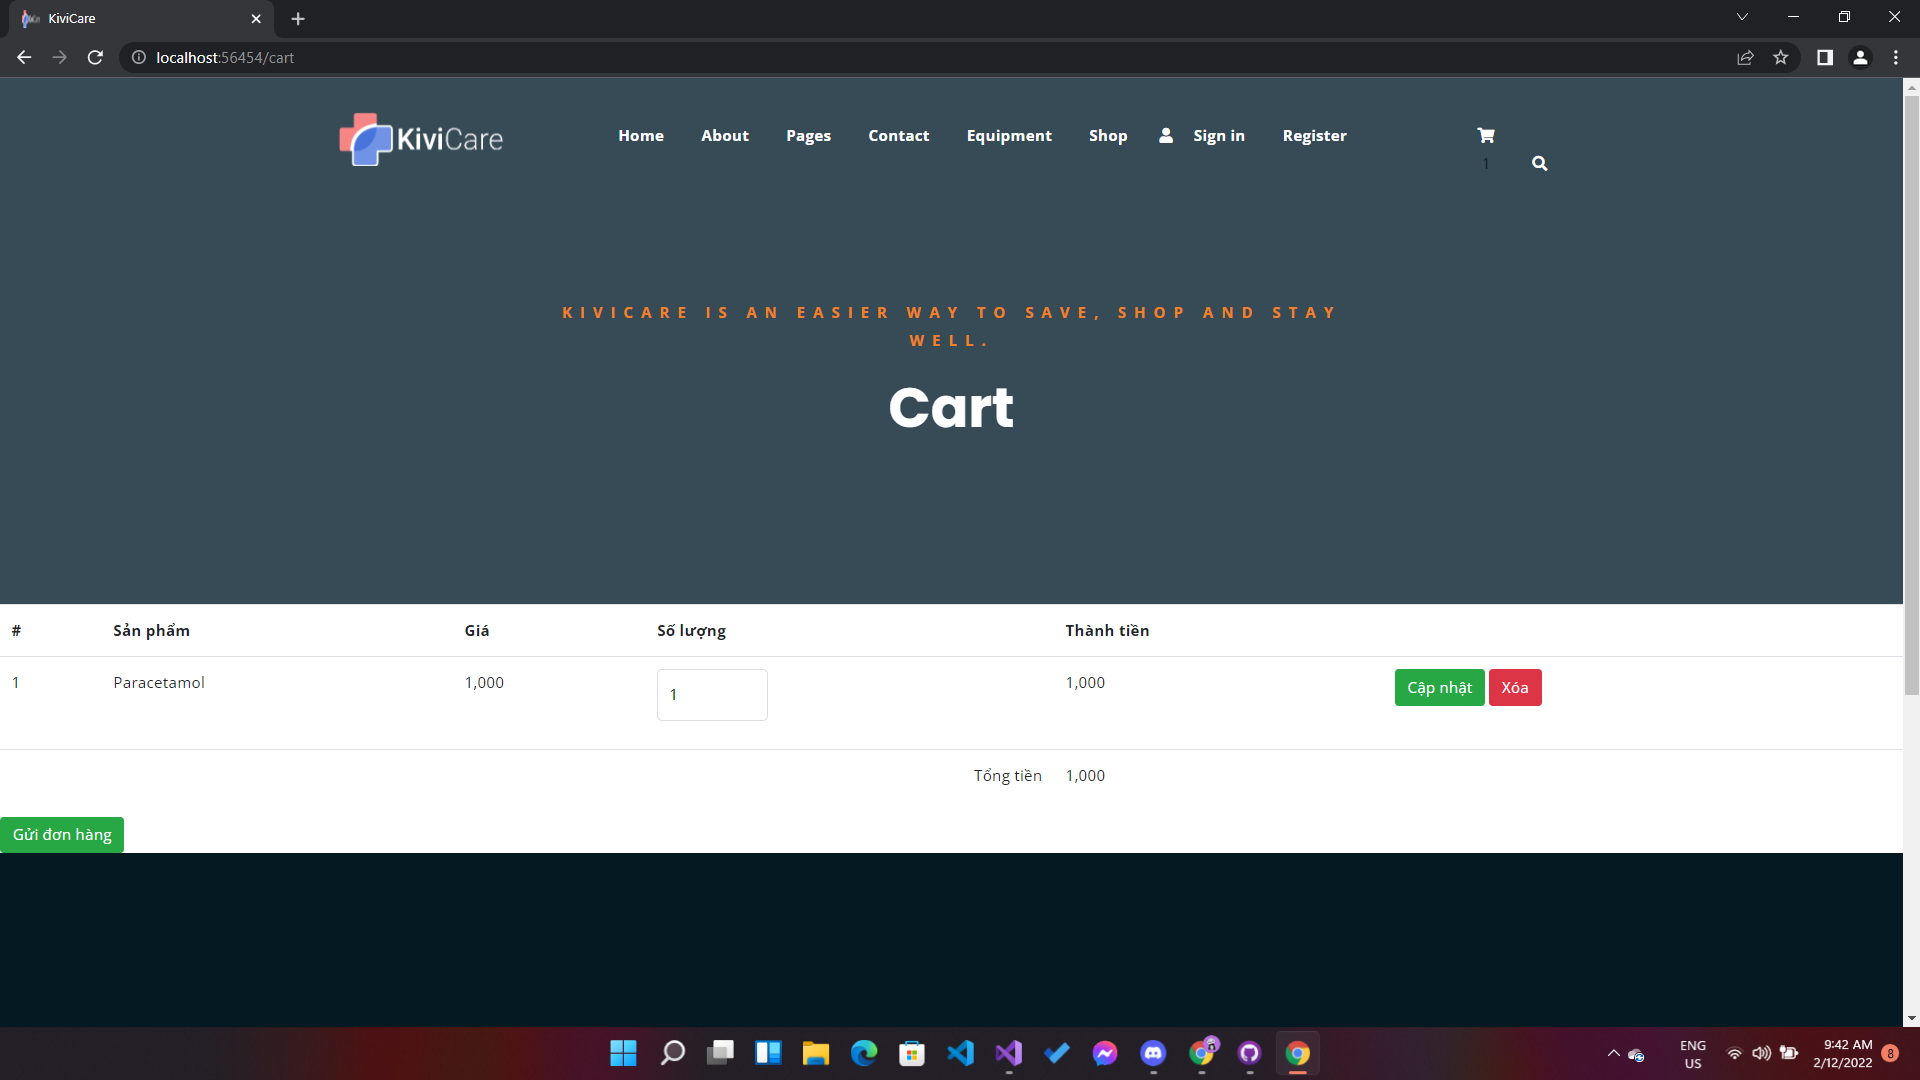 KiviCare
localhost:56454/cart
KiviCare
Home About Pages Contact Equipment Shop Sign in Register
1
KIVICARE IS AN EASIER WAY TO SAVE, SHOP AND STAY
WELL.
Cart
# Sản phẩm Giá Số lượng Thành tiền
1 Paracetamol 1,000 1 1,000 Cập nhật Xóa
Tổng tiền 1,000
Gửi đơn hàng
ENG
US
9:42 AM
2/12/2022
8